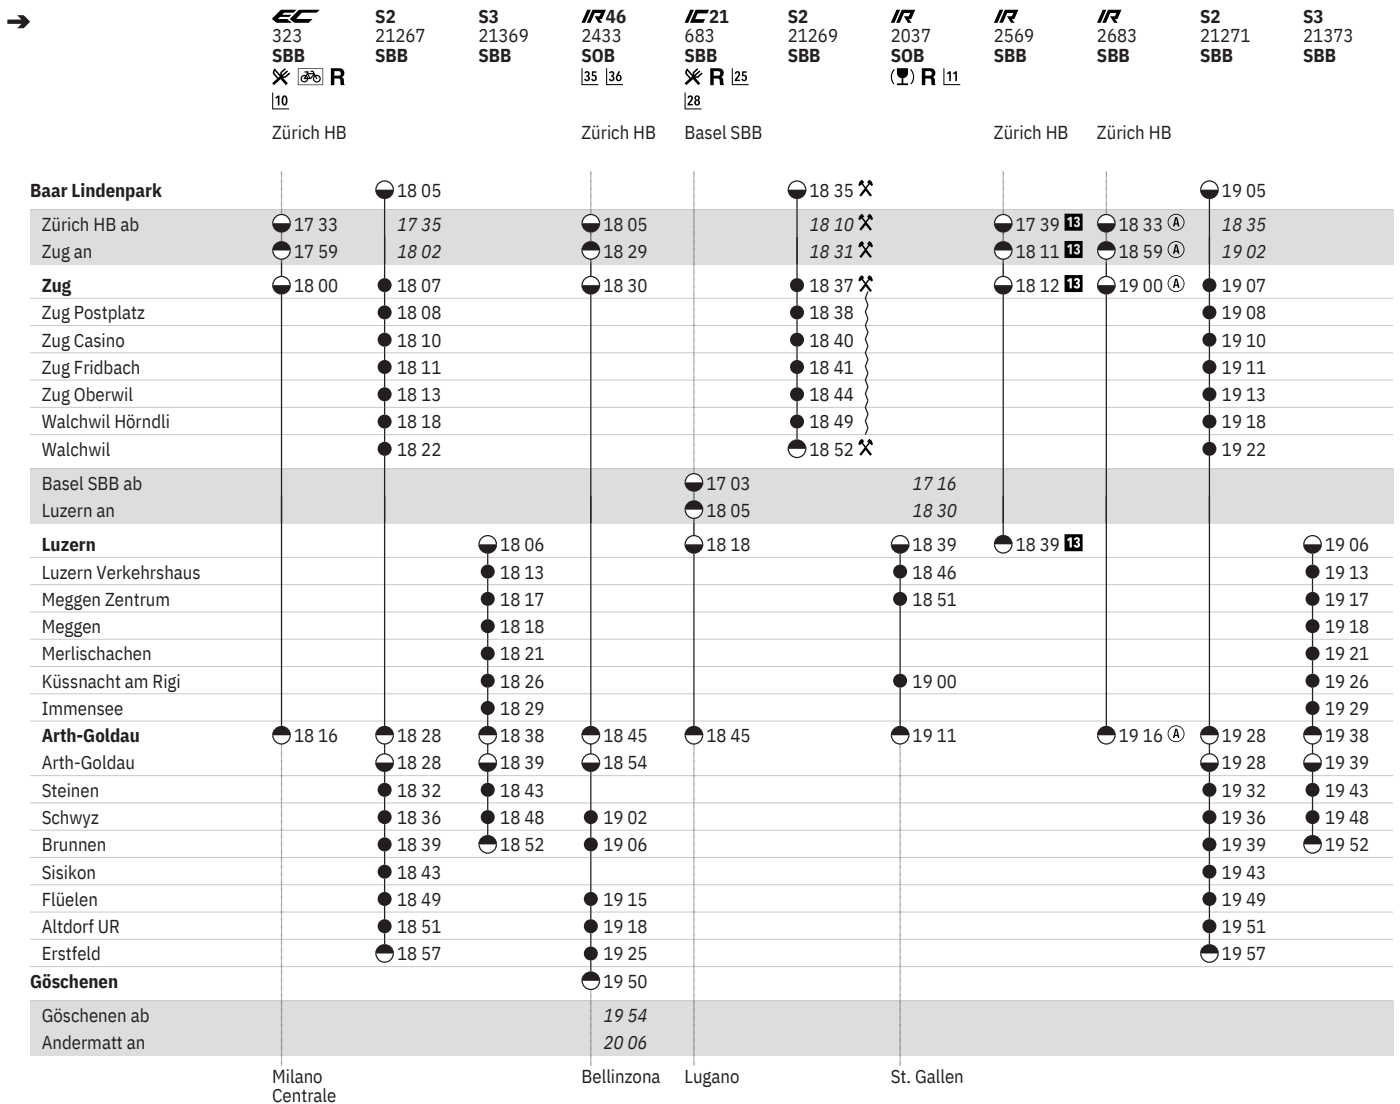 ➔ EC S2 S3 IR46 IC21 S2 IR IR IR S2 S3
323 21267 21369 2433 683 21269 2037 2569 2683 21271 21373
SBB SBB SBB SOB SBB SBB SOB SBB SBB SBB SBB
R 35 36 R 25 R 11
10 28
Zürich HB Zürich HB Basel SBB Zürich HB Zürich HB
Baar Lindenpark 18 05 18 35 19 05
Zürich HB ab 17 33 17 35 18 05 18 10 17 39 13 18 33 A 18 35
Zug an 17 59 18 02 18 29 18 31 18 11 13 18 59 A 19 02
Zug 18 00 18 07 18 30 18 37 18 12 13 19 00 A 19 07
Zug Postplatz 18 08 18 38 19 08
Zug Casino 18 10 18 40 19 10
Zug Fridbach 18 11 18 41 19 11
Zug Oberwil 18 13 18 44 19 13
Walchwil Hörndli 18 18 18 49 19 18
Walchwil 18 22 18 52 19 22
Basel SBB ab 17 03 17 16
Luzern an 18 05 18 30
Luzern 18 06 18 18 18 39 18 39 13 19 06
Luzern Verkehrshaus 18 13 18 46 19 13
Meggen Zentrum 18 17 18 51 19 17
Meggen 18 18 19 18
Merlischachen 18 21 19 21
Küssnacht am Rigi 18 26 19 00 19 26
Immensee 18 29 19 29
Arth-Goldau 18 16 18 28 18 38 18 45 18 45 19 11 19 16 A 19 28 19 38
Arth-Goldau 18 28 18 39 18 54 19 28 19 39
Steinen 18 32 18 43 19 32 19 43
Schwyz 18 36 18 48 19 02 19 36 19 48
Brunnen 18 39 18 52 19 06 19 39 19 52
Sisikon 18 43 19 43
Flüelen 18 49 19 15 19 49
Altdorf UR 18 51 19 18 19 51
Erstfeld 18 57 19 25 19 57
Göschenen 19 50
Göschenen ab 19 54
Andermatt an 20 06
Milano Bellinzona Lugano St. Gallen
Centrale